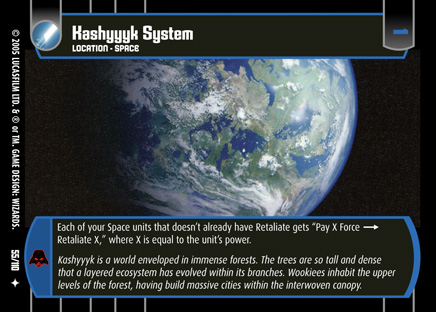 Kashyyyk System
LOCATION - SPACE
Each of your Space units that doesn't already have Retaliate gets "Pay X Force →
Retaliate X," where X is equal to the unit's power.
Kashyyyk is a world enveloped in immense forests. The trees are so tall and dense
that a layered ecosystem has evolved within its branches. Wookiees inhabit the upper
levels of the forest, having build massive cities within the interwoven canopy.
© 2005 LUCASFILM LTD. & ® or TM. GAME DESIGN: WIZARDS.
55/110